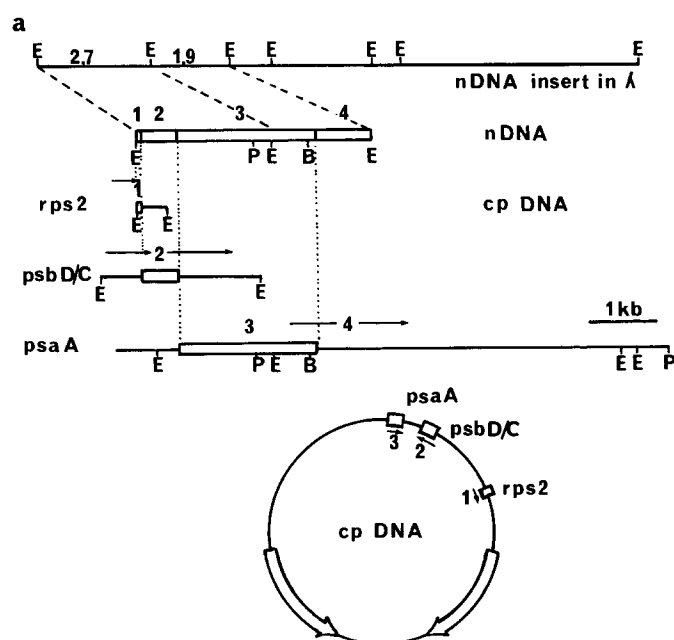 a
E E E E E E E
2,7 1,9
nDNA insert in λ
1 2 3 4
nDNA
E P E B E
1
rps2 cp DNA
E E
2
psbD/C
E E
3 4 1kb
psaA
E P E B E E P
psaA
psbD/C
3 2
1 rps2
cp DNA